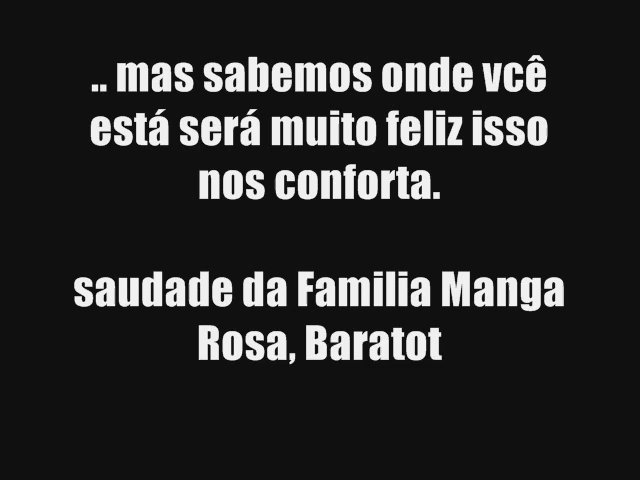 .. mas sabemos onde vcê
está será muito feliz isso
nos conforta.
saudade da Familia Manga
Rosa, Baratot